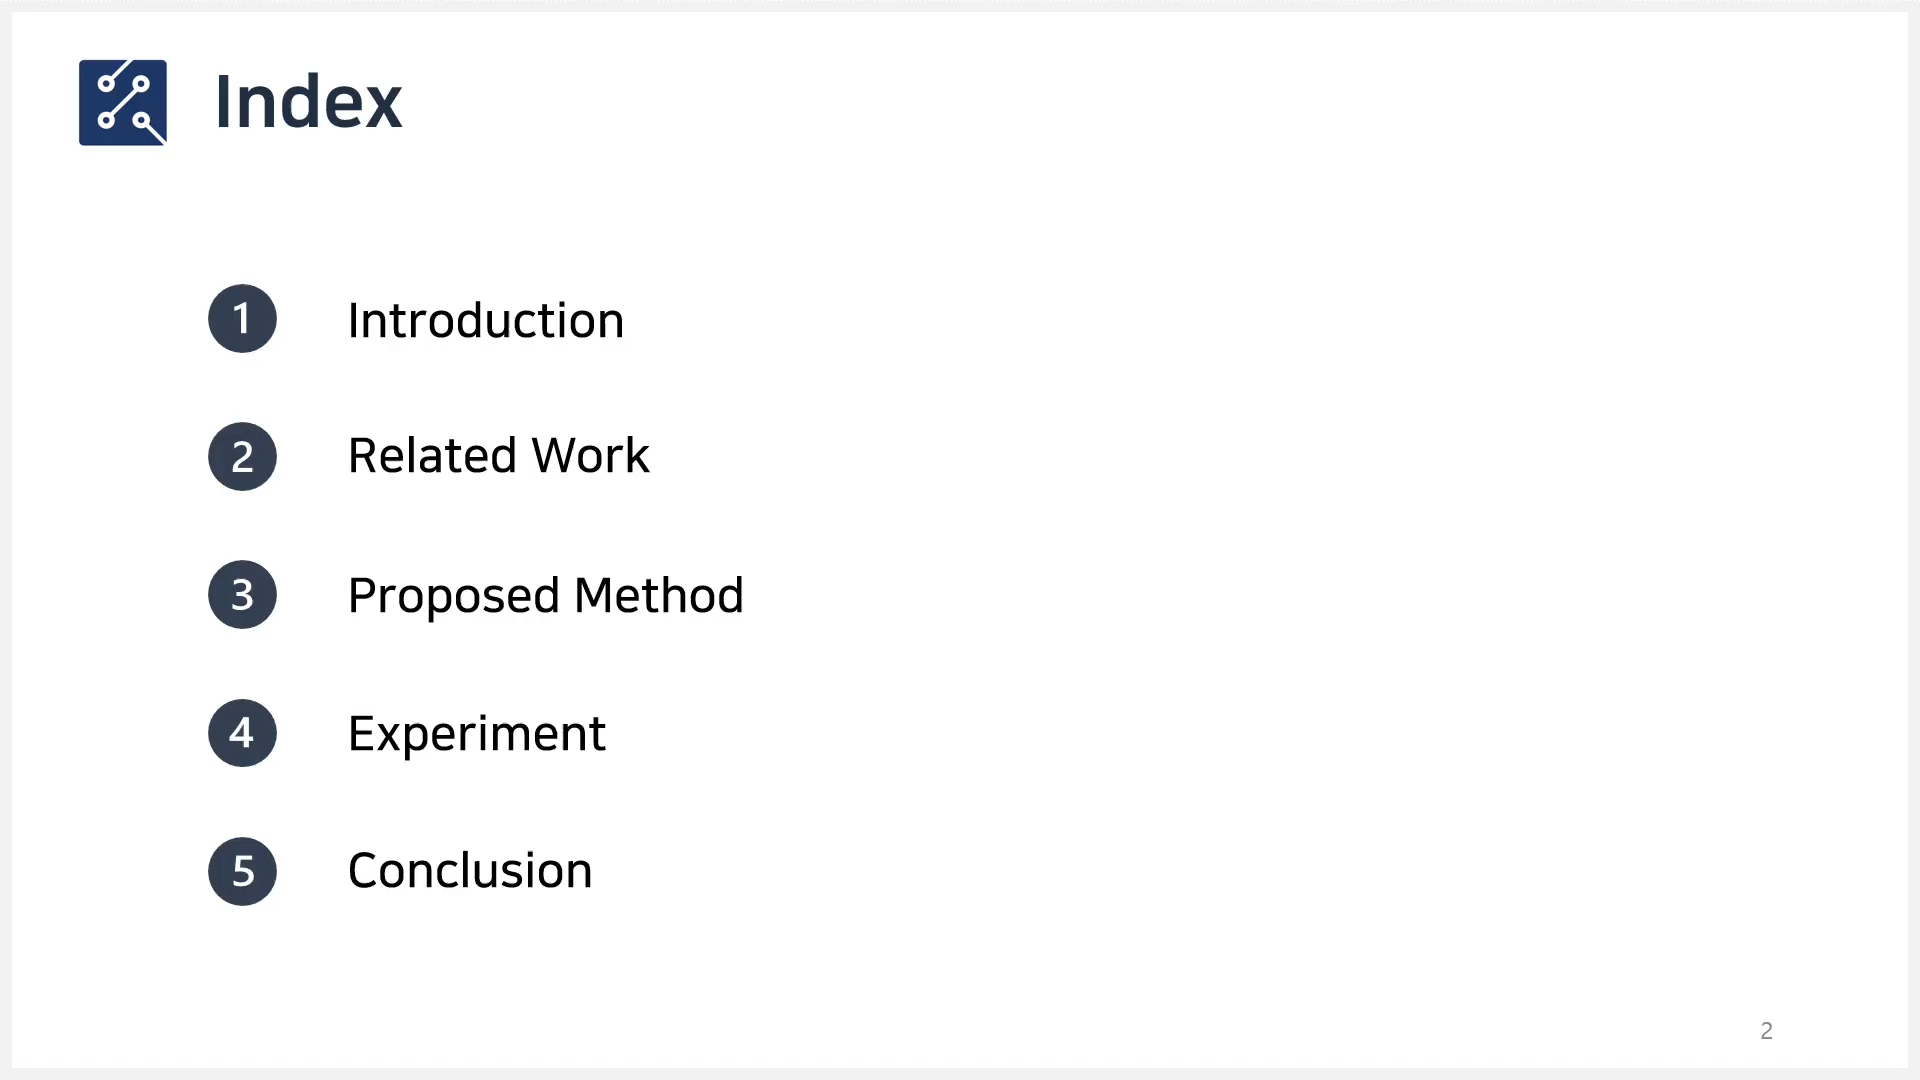 Index
1 Introduction
2 Related Work
3 Proposed Method
4 Experiment
5 Conclusion
2